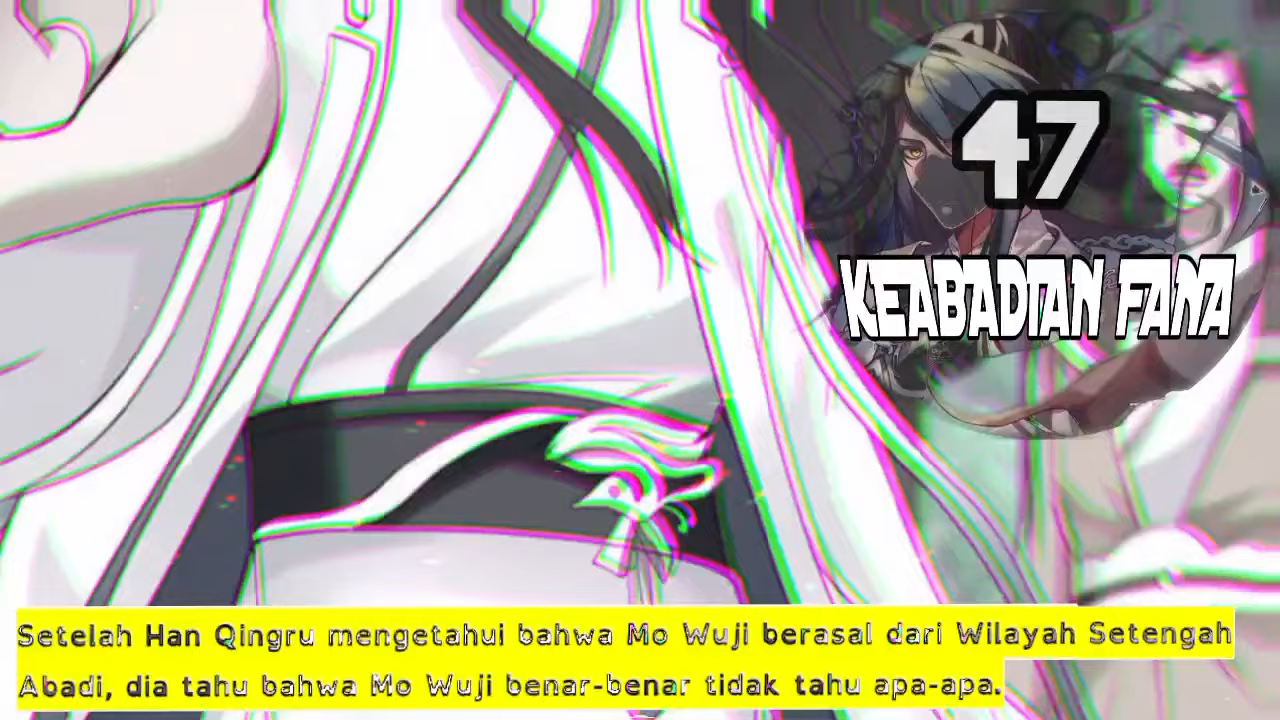 47
KEABADIAN FANA
Setelah Han Qingru mengetahui bahwa Mo Wuji berasal dari Wilayah Setengah
Abadi, dia tahu bahwa Mo Wuji benar-benar tidak tahu apa-apa.